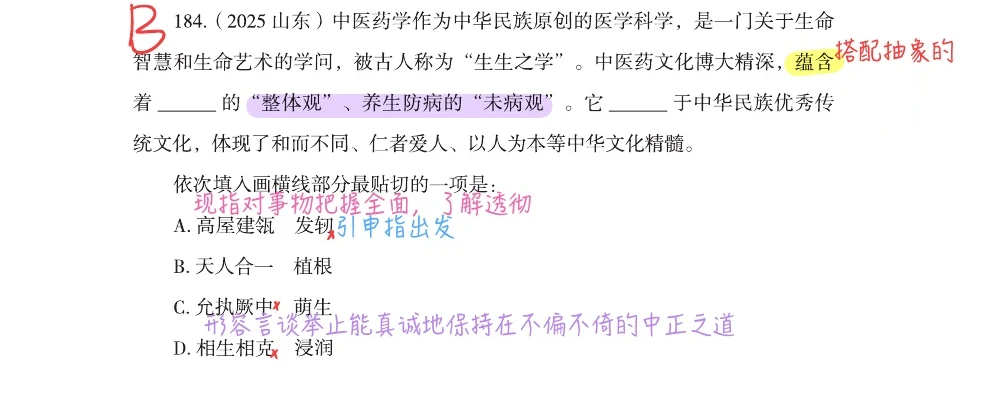 B 184.（2025 山东）中医药学作为中华民族原创的医学科学，是一门关于生命
智慧和生命艺术的学问，被古人称为“生生之学”。中医药文化博大精深，蕴含 搭配抽象的
着 ______ 的“整体观”、养生防病的“未病观”。它 ______ 于中华民族优秀传
统文化，体现了和而不同、仁者爱人、以人为本等中华文化精髓。
依次填入画横线部分最贴切的一项是：
现指对事物把握全面，了解透彻
A. 高屋建瓴 发轫× 引申指出发
B. 天人合一 植根
C. 允执厥中× 萌生
形容言谈举止能真诚地保持在不偏不倚的中正之道
D. 相生相克× 浸润